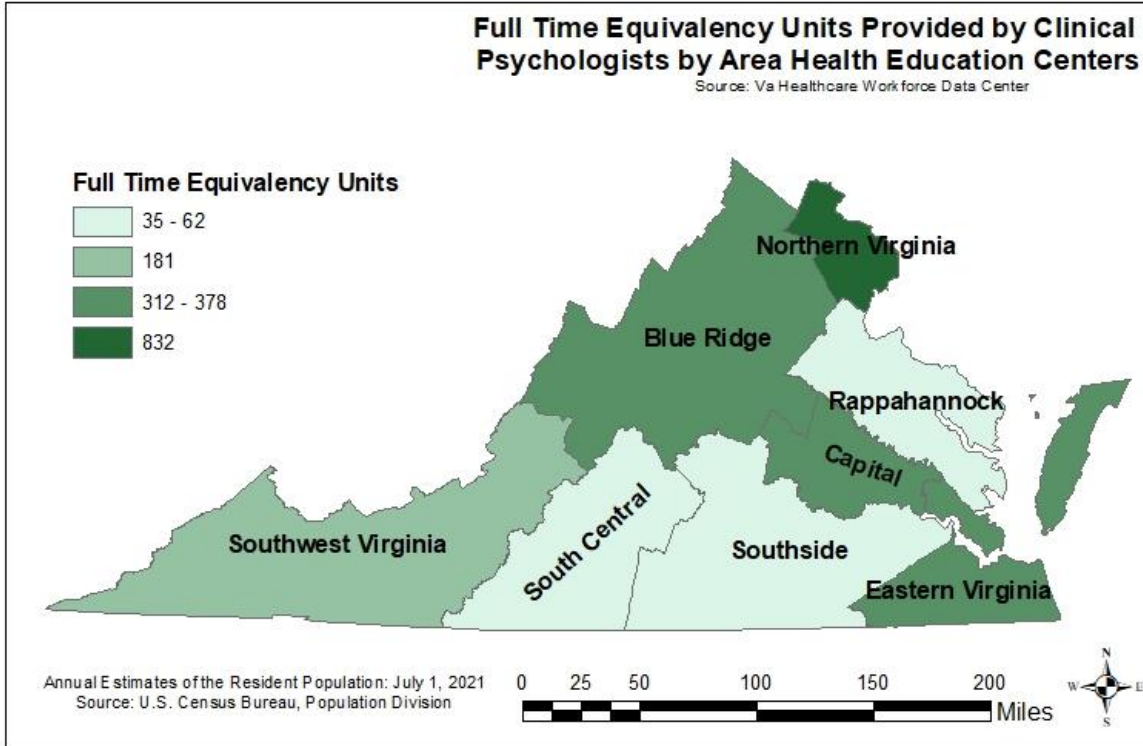 Full Time Equivalency Units Provided by Clinical
Psychologists by Area Health Education Centers
Source: Va Healthcare Workforce Data Center
Full Time Equivalency Units
35 - 62
181
312 - 378
832
Northern Virginia
Blue Ridge
Rappahannock
Capital
Southwest Virginia
South Central
Southside
Eastern Virginia
Annual Estimates of the Resident Population: July 1, 2021
Source: U.S. Census Bureau, Population Division
0 25 50 100 150 200
Miles
N
W E
S